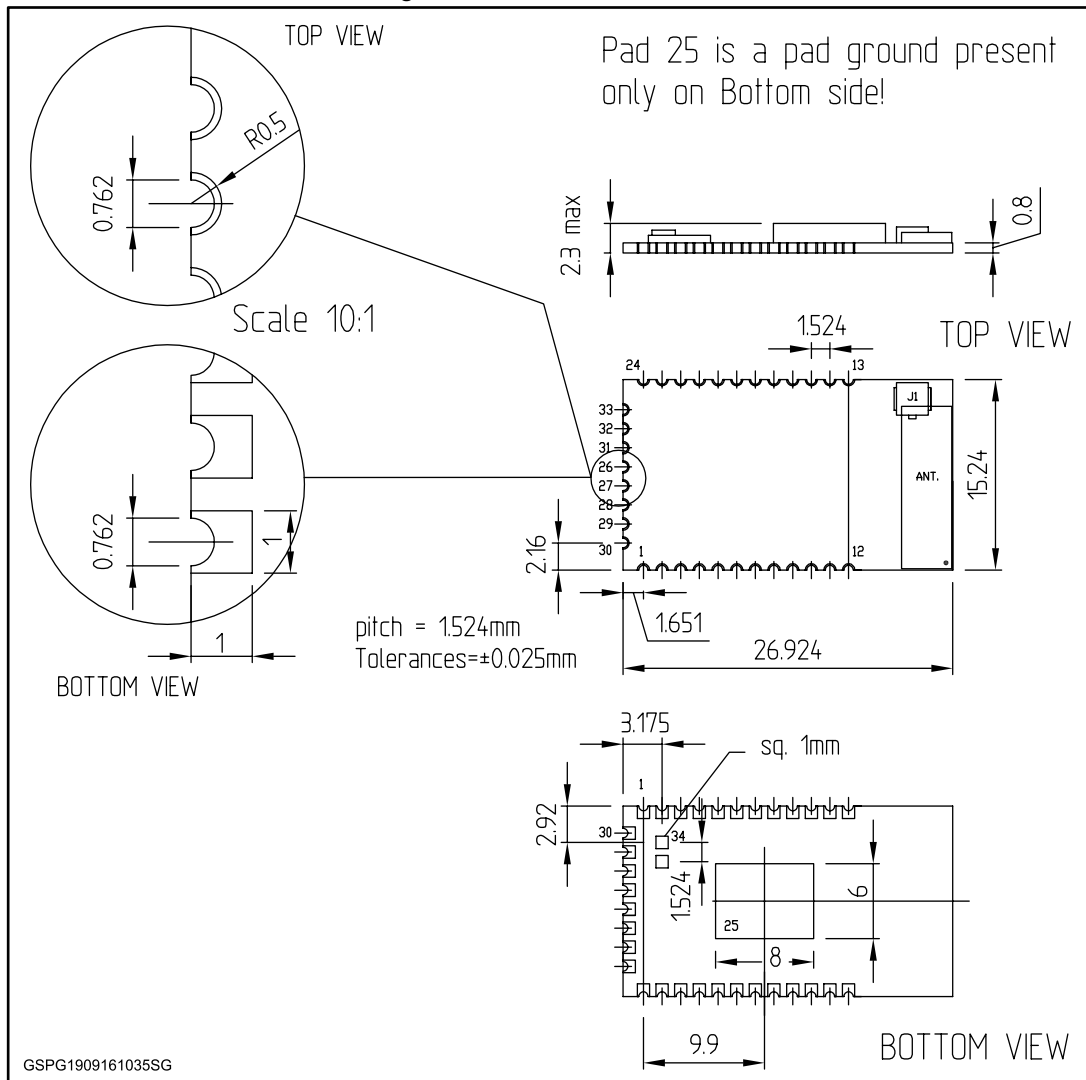 TOP VIEW
Pad 25 is a pad ground present
only on Bottom side!
R0.5
0.762
2.3 max
0.8
Scale 10:1
1.524
TOP VIEW
24
13
J1
33
32
31
26
27
28
29
30
ANT.
15.24
0.762
1
2.16
1
12
1.651
1
pitch = 1.524mm
Tolerances=±0.025mm
26.924
BOTTOM VIEW
3.175
sq. 1mm
1
2.92
30
34
1.524
6
25
8
9.9
BOTTOM VIEW
GSPG1909161035SG